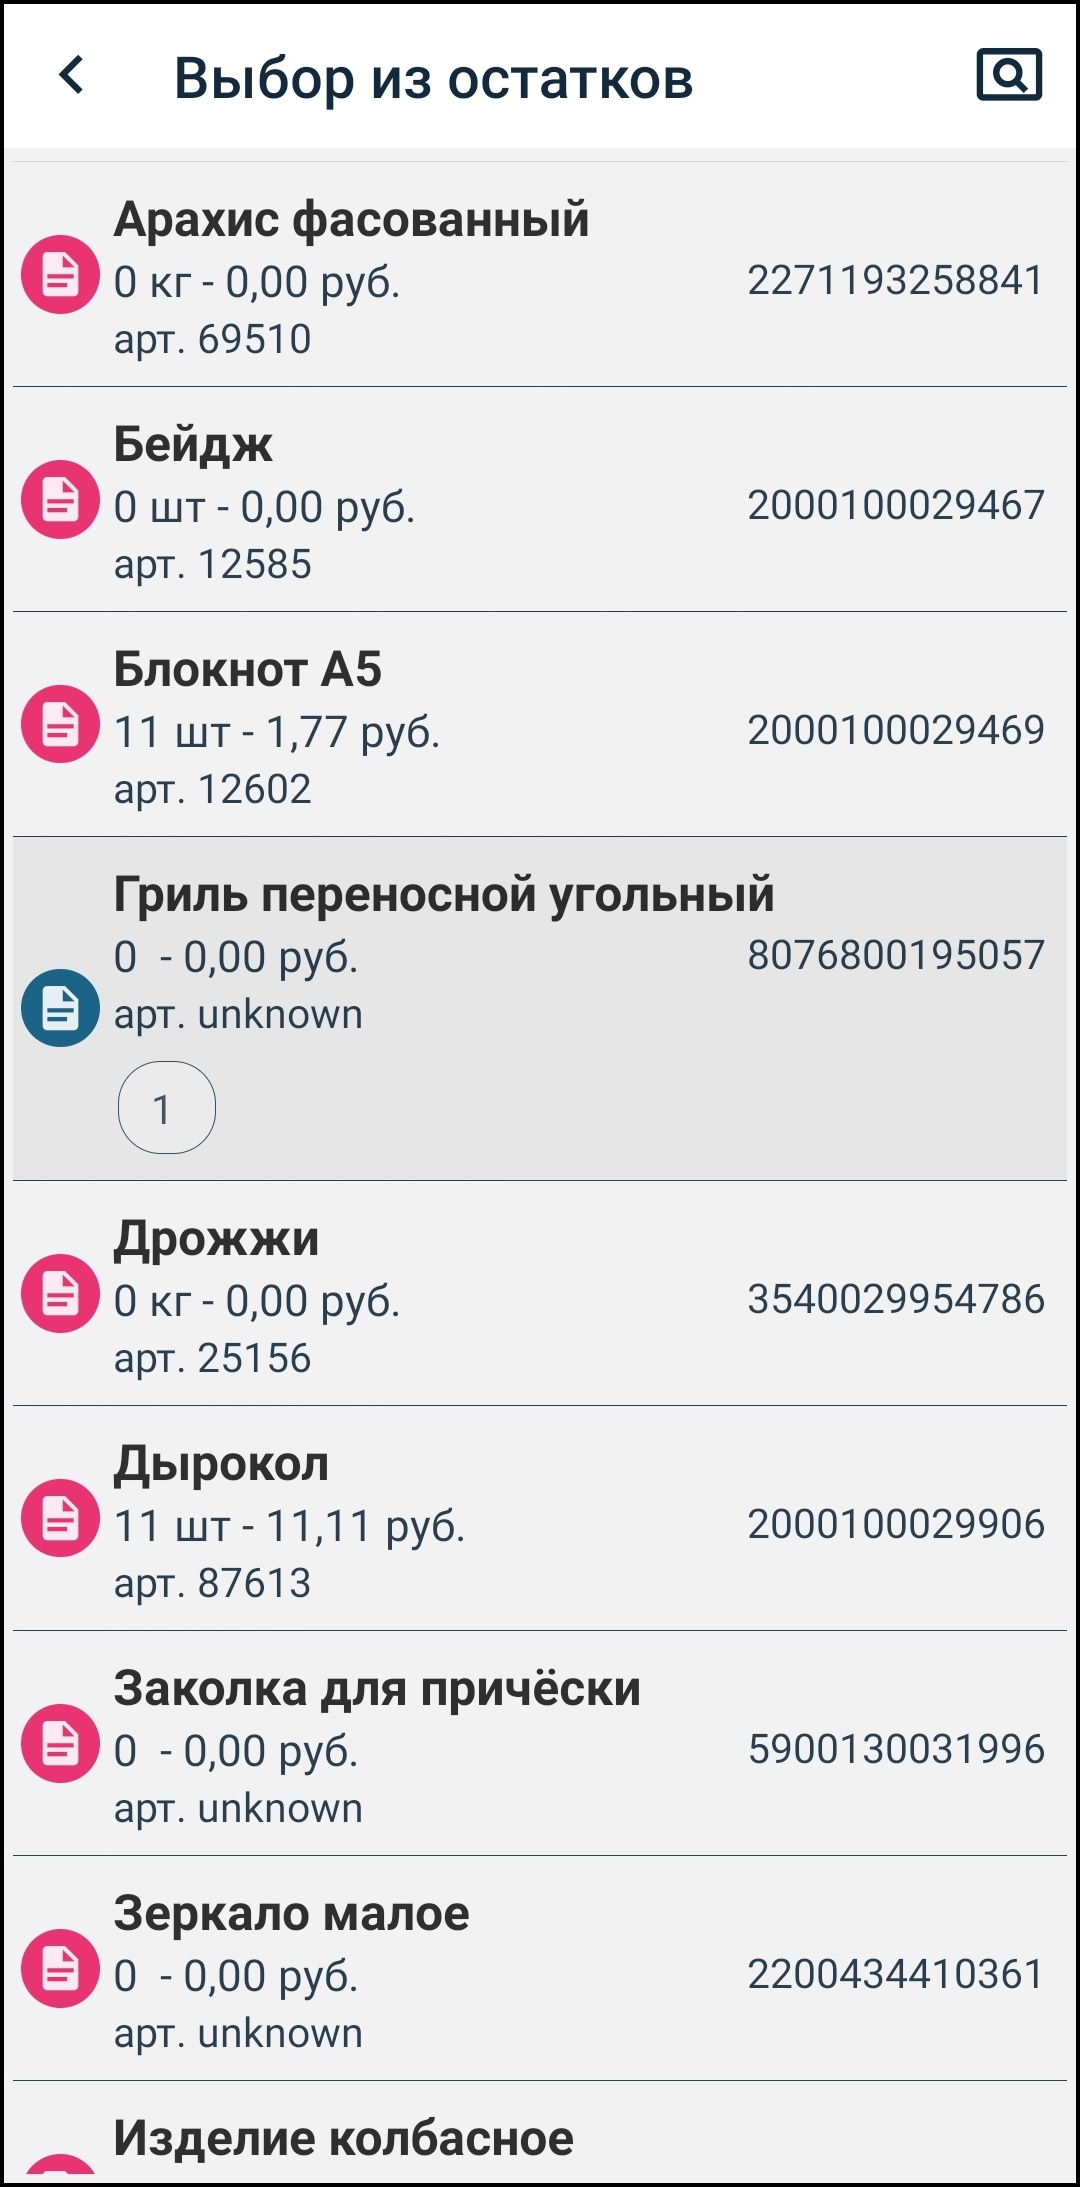 Выбор из остатков
Арахис фасованный
0 кг - 0,00 руб.
2271193258841
арт. 69510
Бейдж
0 шт - 0,00 руб.
2000100029467
арт. 12585
Блокнот А5
11 шт - 1,77 руб.
2000100029469
арт. 12602
Гриль переносной угольный
0  - 0,00 руб.
8076800195057
арт. unknown
1
Дрожжи
0 кг - 0,00 руб.
3540029954786
арт. 25156
Дырокол
11 шт - 11,11 руб.
2000100029906
арт. 87613
Заколка для причёски
0  - 0,00 руб.
5900130031996
арт. unknown
Зеркало малое
0  - 0,00 руб.
2200434410361
арт. unknown
Изделие колбасное